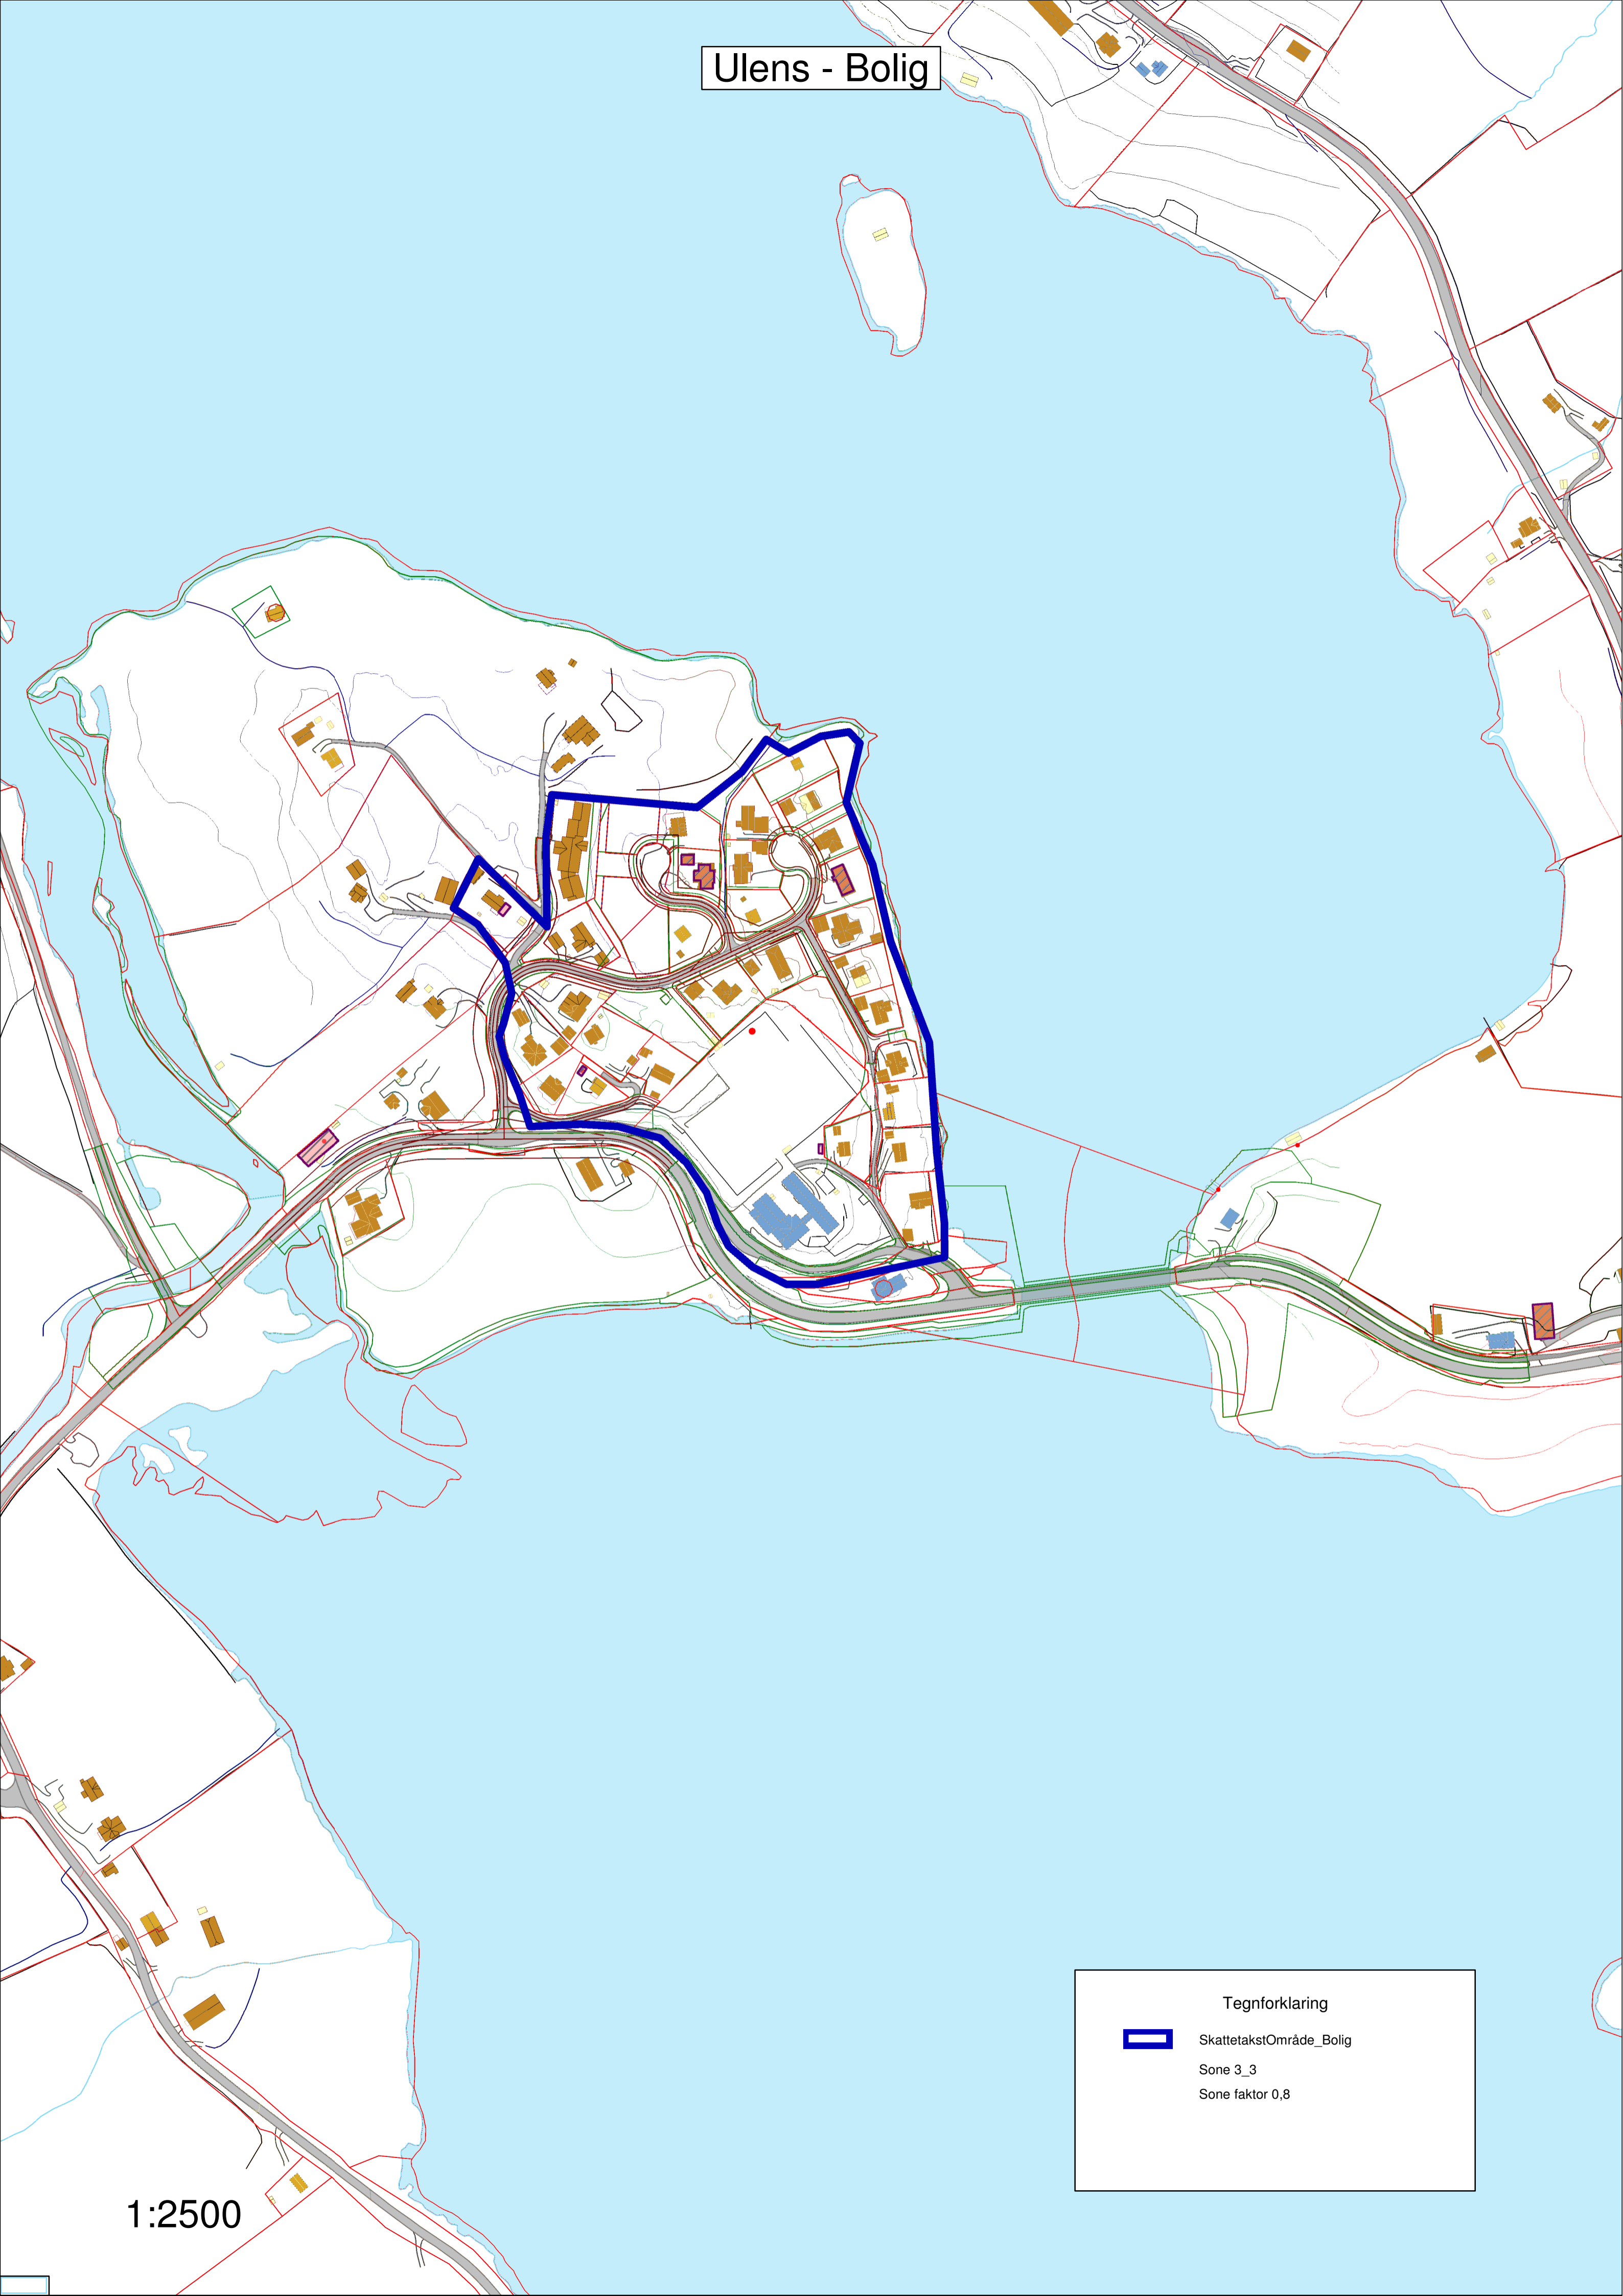 Ulens - Bolig
Tegnforklaring
SkattetakstOmråde_Bolig
Sone 3_3
Sone faktor 0,8
1:2500